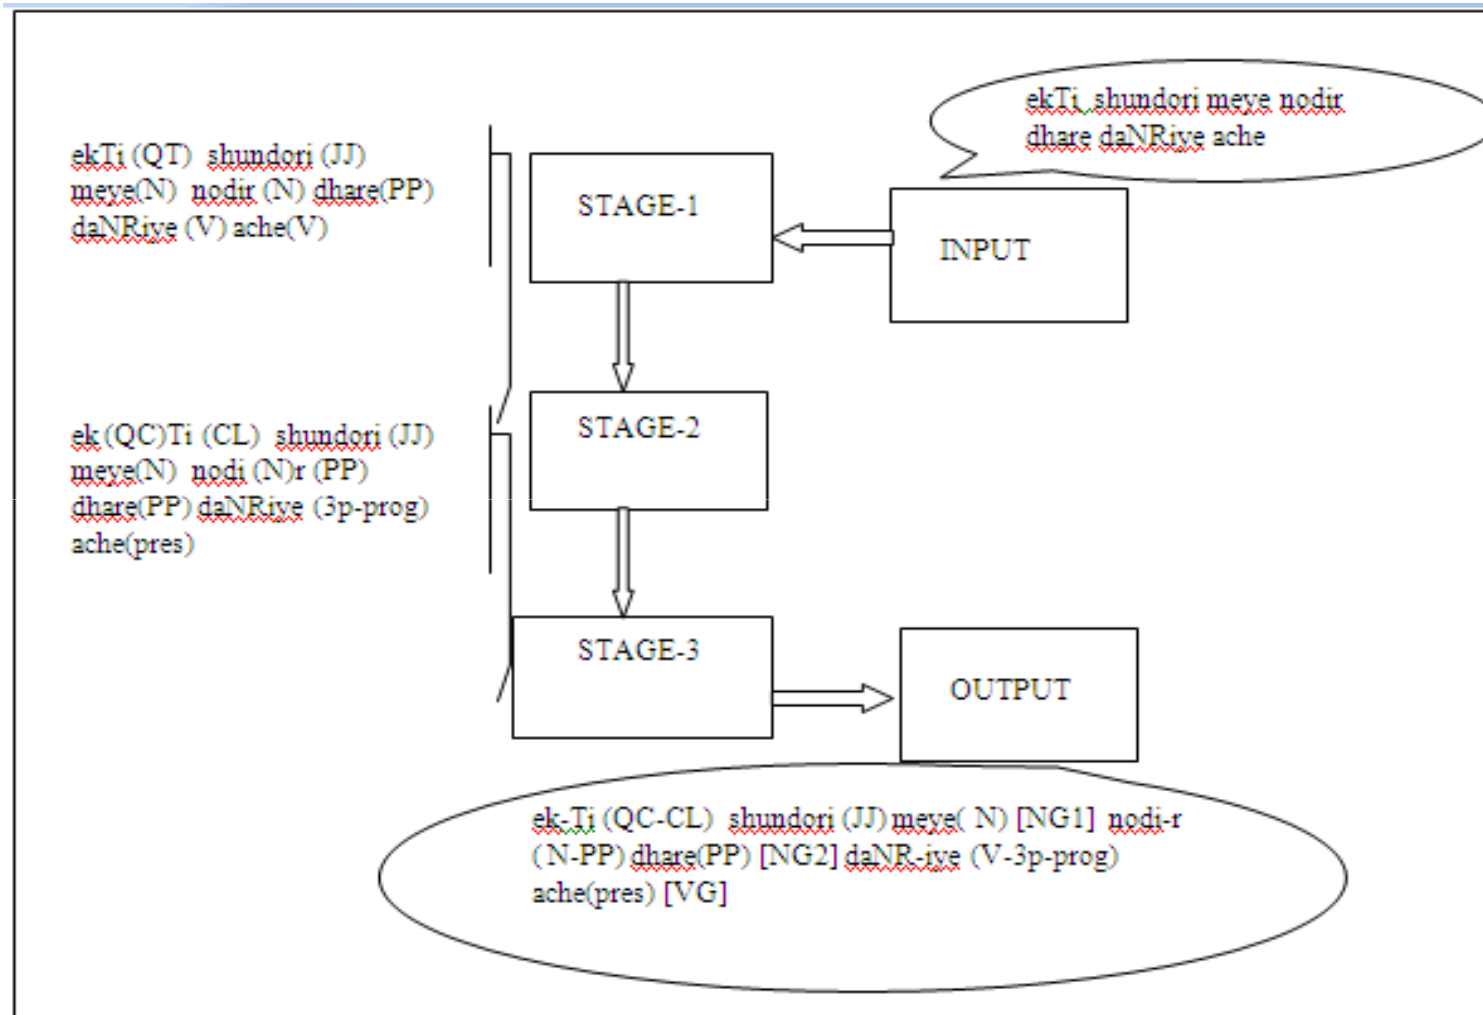 ekTi shundori meye nodir
dhare daNRiye ache
ekTi (QT) shundori (JJ)
meye(N) nodir (N) dhare(PP)
daNRiye (V) ache(V)
STAGE-1
INPUT
STAGE-2
ek (QC)Ti (CL) shundori (JJ)
meye(N) nodi (N)r (PP)
dhare(PP) daNRiye (3p-prog)
ache(pres)
STAGE-3
OUTPUT
ek-Ti (QC-CL) shundori (JJ) meye( N) [NG1] nodi-r
( N-PP) dhare(PP) [NG2] daNR-iye (V-3p-prog)
ache(pres) [VG]